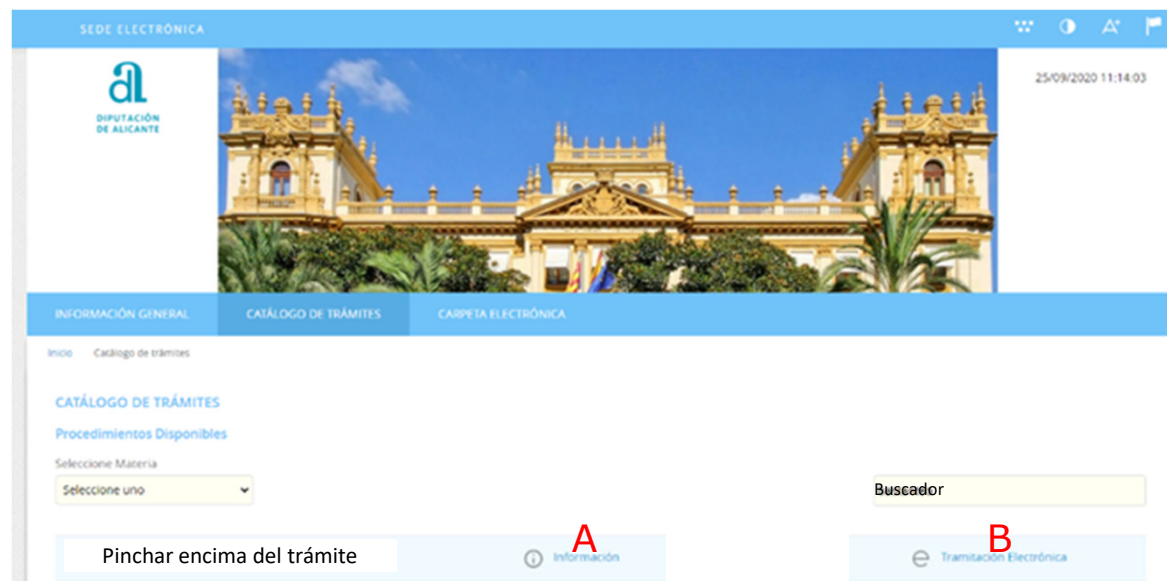 SEDE ELECTRÓNICA
DIPUTACIÓN
DE ALICANTE
25/09/2020 11:14:03
INFORMACIÓN GENERAL CATÁLOGO DE TRÁMITES CARPETA ELECTRÓNICA
Inicio Catálogo de trámites
CATÁLOGO DE TRÁMITES
Procedimientos Disponibles
Seleccione Materia
Seleccione uno
Buscador
Pinchar encima del trámite
A
Información
B
Tramitación Electrónica